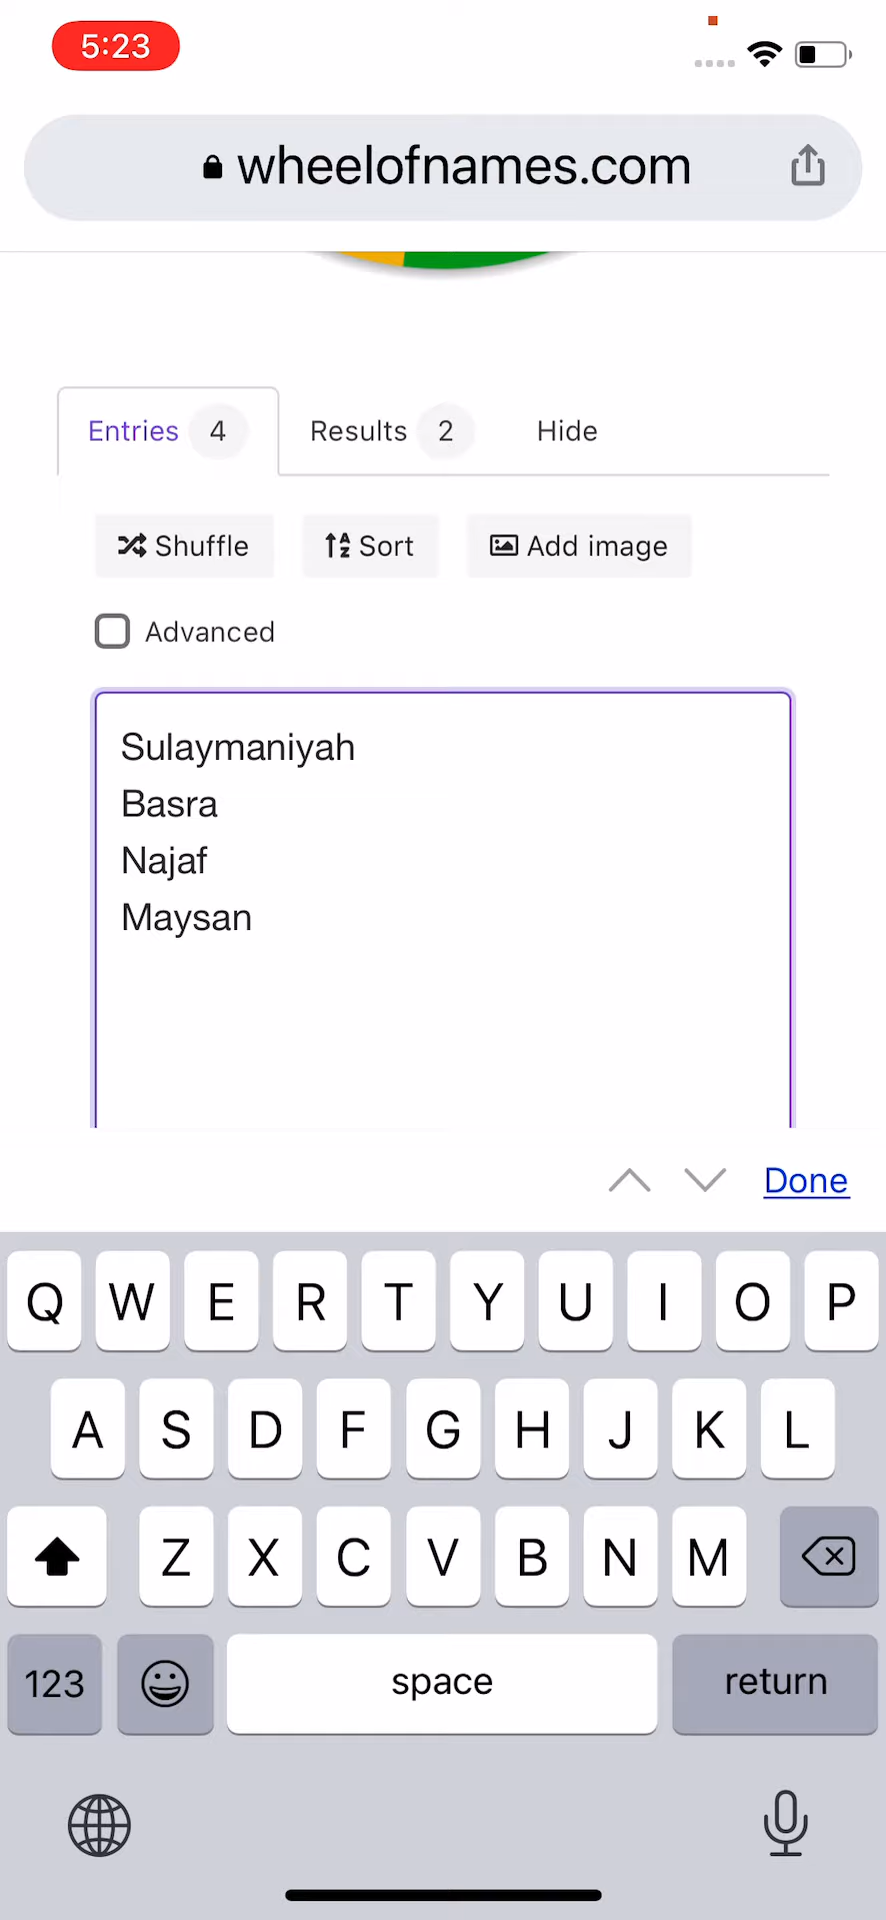 5:23
wheelofnames.com
Entries 4 Results 2 Hide
Shuffle Sort Add image
Advanced
Sulaymaniyah
Basra
Najaf
Maysan
Done
Q W E R T Y U I O P
A S D F G H J K L
Z X C V B N M
123 space return